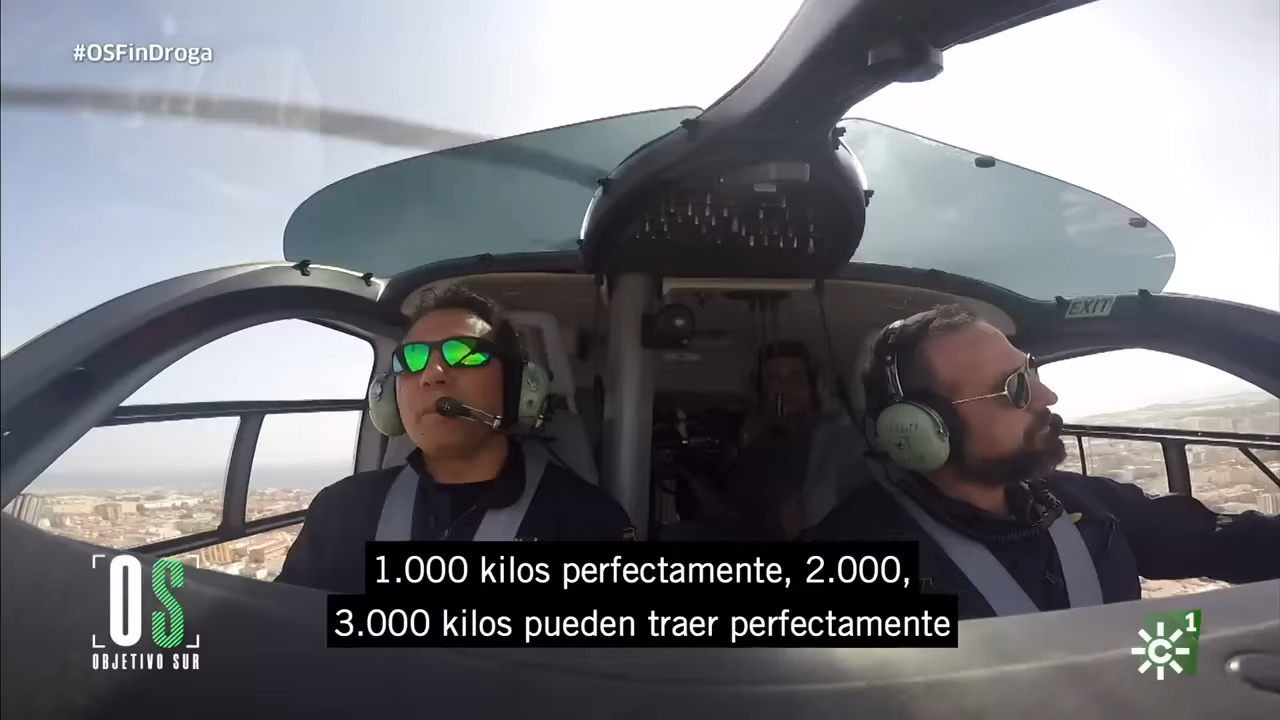 #OSFinDroga
EXIT
1.000 kilos perfectamente, 2.000,
3.000 kilos pueden traer perfectamente
OS
OBJETIVO SUR
1